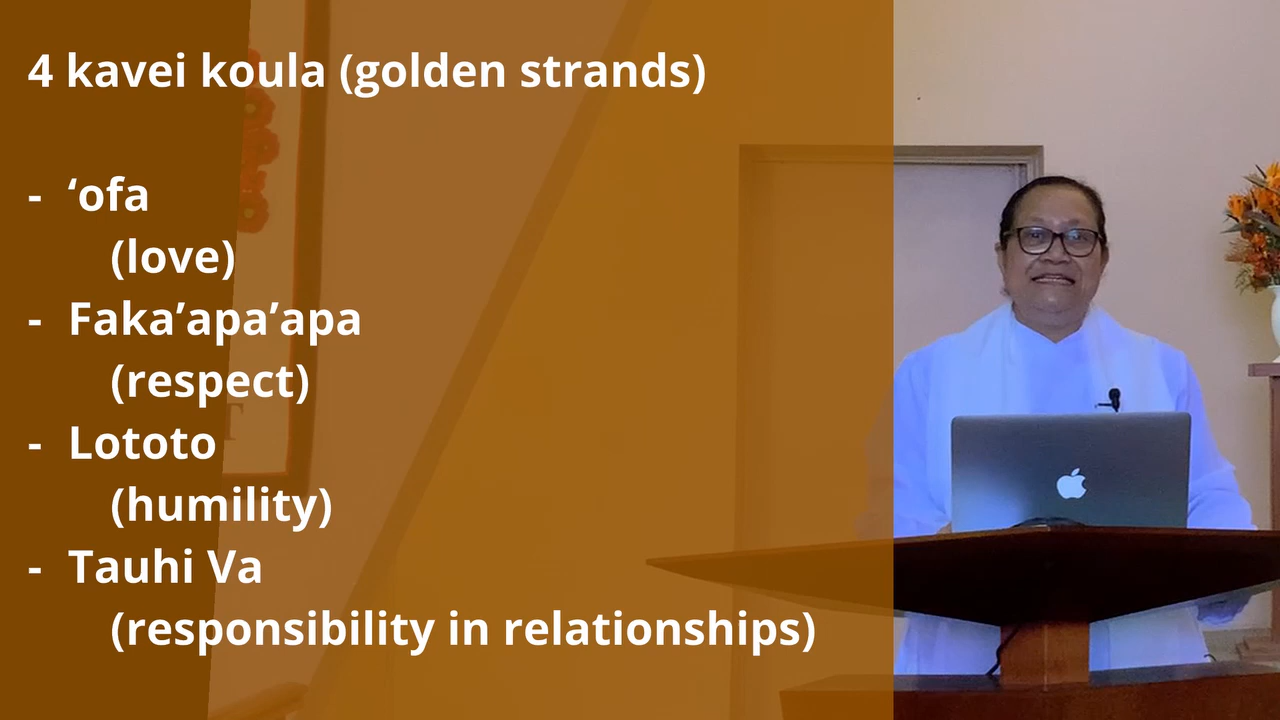 4 kavei koula (golden strands)
- ‘ofa
(love)
- Faka’apa’apa
(respect)
- Lototo
(humility)
- Tauhi Va
(responsibility in relationships)